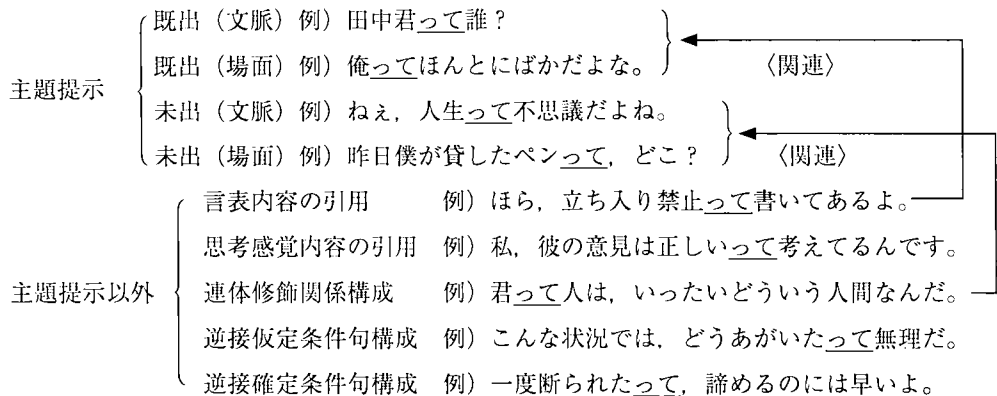 既出（文脈）例）田中君って誰？
既出（場面）例）俺ってほんとにばかだよな。 〈関連〉
主題提示
未出（文脈）例）ねぇ，人生って不思議だよね。
未出（場面）例）昨日僕が貸したペンって，どこ？ 〈関連〉
言表内容の引用 例）ほら，立ち入り禁止って書いてあるよ。
思考感覚内容の引用 例）私，彼の意見は正しいって考えてるんです。
主題提示以外 連体修飾関係構成 例）君って人は，いったいどういう人間なんだ。
逆接仮定条件句構成 例）こんな状況では，どうあがいたって無理だ。
逆接確定条件句構成 例）一度断られたって，諦めるのには早いよ。